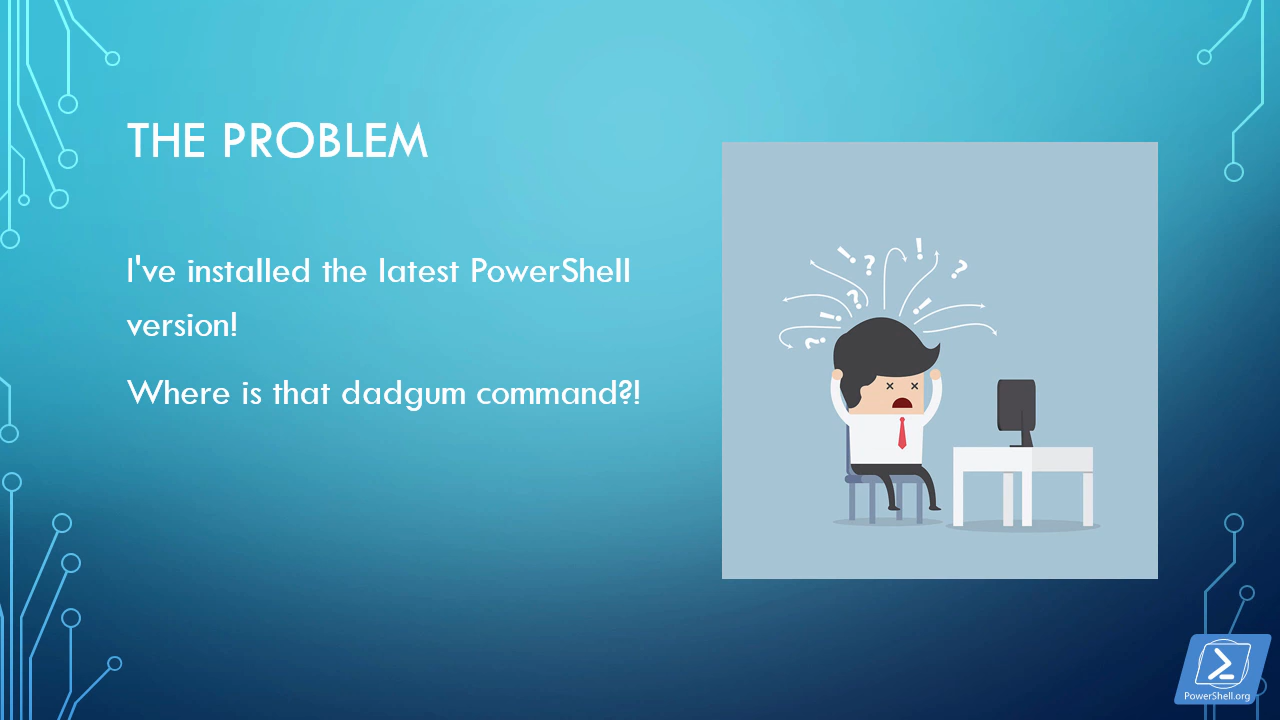 THE PROBLEM
I've installed the latest PowerShell
version!
Where is that dadgum command?!
! ? ! ?
? !
!
?
PowerShell.org